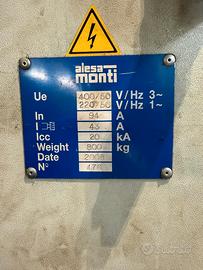 alesa
monti
Ue 400/50 V/Hz 3~
220/50 V/Hz 1~
In 94 A
I 43 A
Icc 20 kA
Weight 800 kg
Date
N°
subito